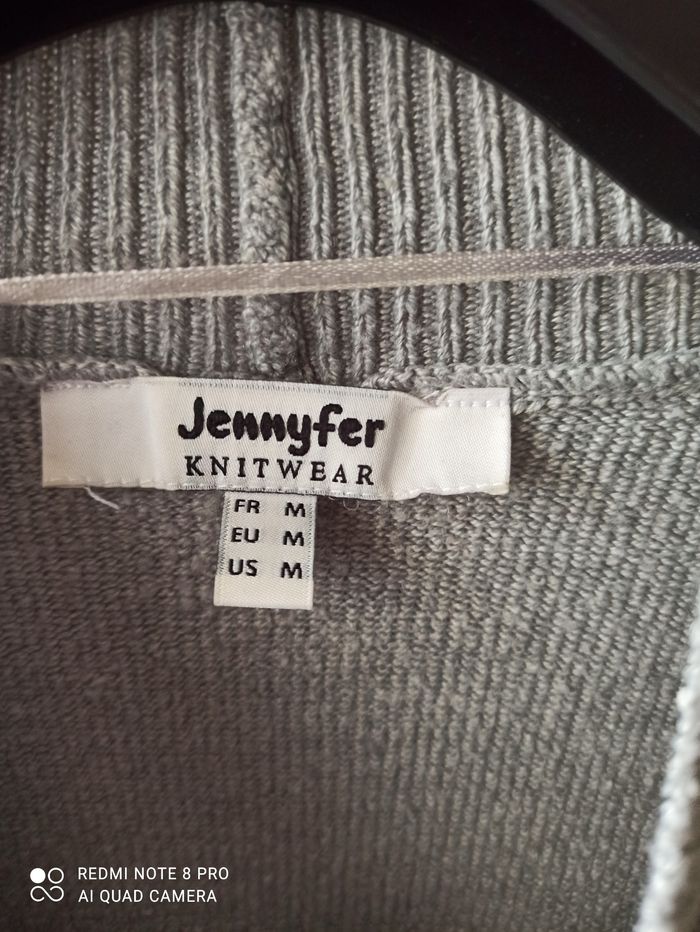 Jennyfer
KNITWEAR
FR M
EU M
US M
REDMI NOTE 8 PRO
AI QUAD CAMERA